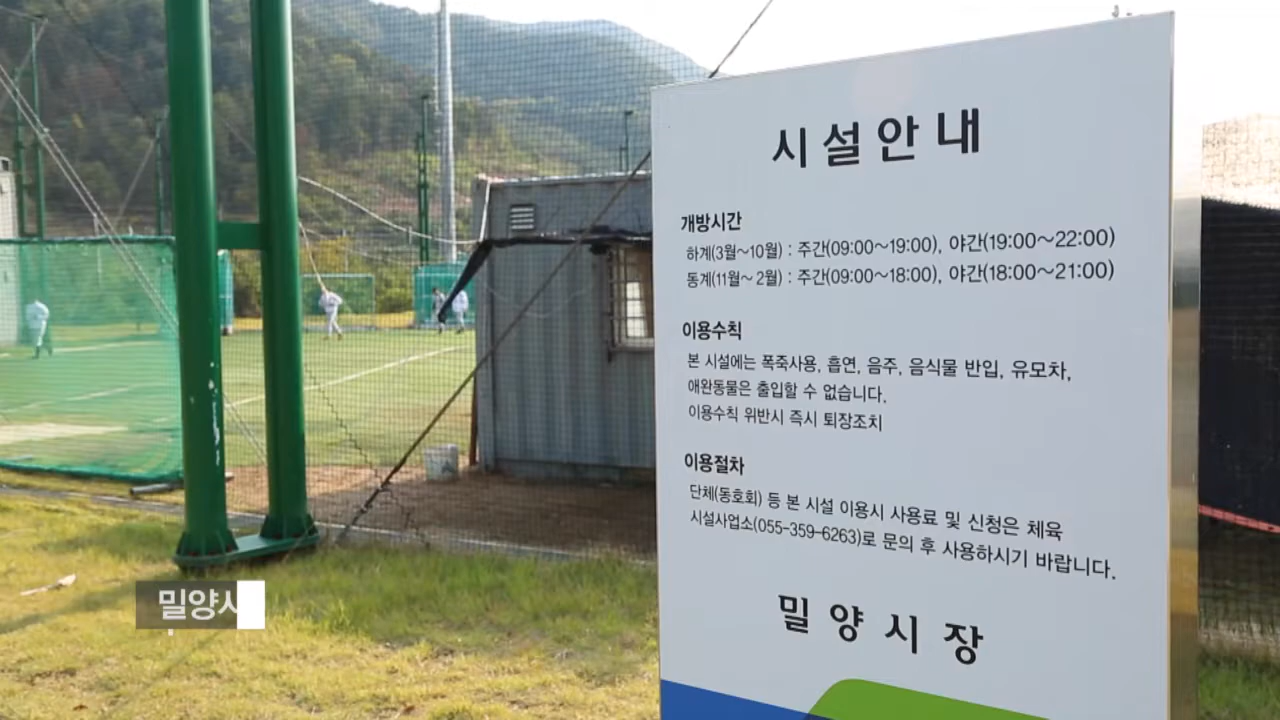 시설안내
개방시간
하계(3월~10월) : 주간(09:00~19:00), 야간(19:00~22:00)
동계(11월~ 2월) : 주간(09:00~18:00), 야간(18:00~21:00)
이용수칙
본 시설에는 폭죽사용, 흡연, 음주, 음식물 반입, 유모차,
애완동물은 출입할 수 없습니다.
이용수칙 위반시 즉시 퇴장조치
이용절차
단체(동호회) 등 본 시설 이용시 사용료 및 신청은 체육
시설사업소(055-359-6263)로 문의 후 사용하시기 바랍니다.
밀양시장
밀양시